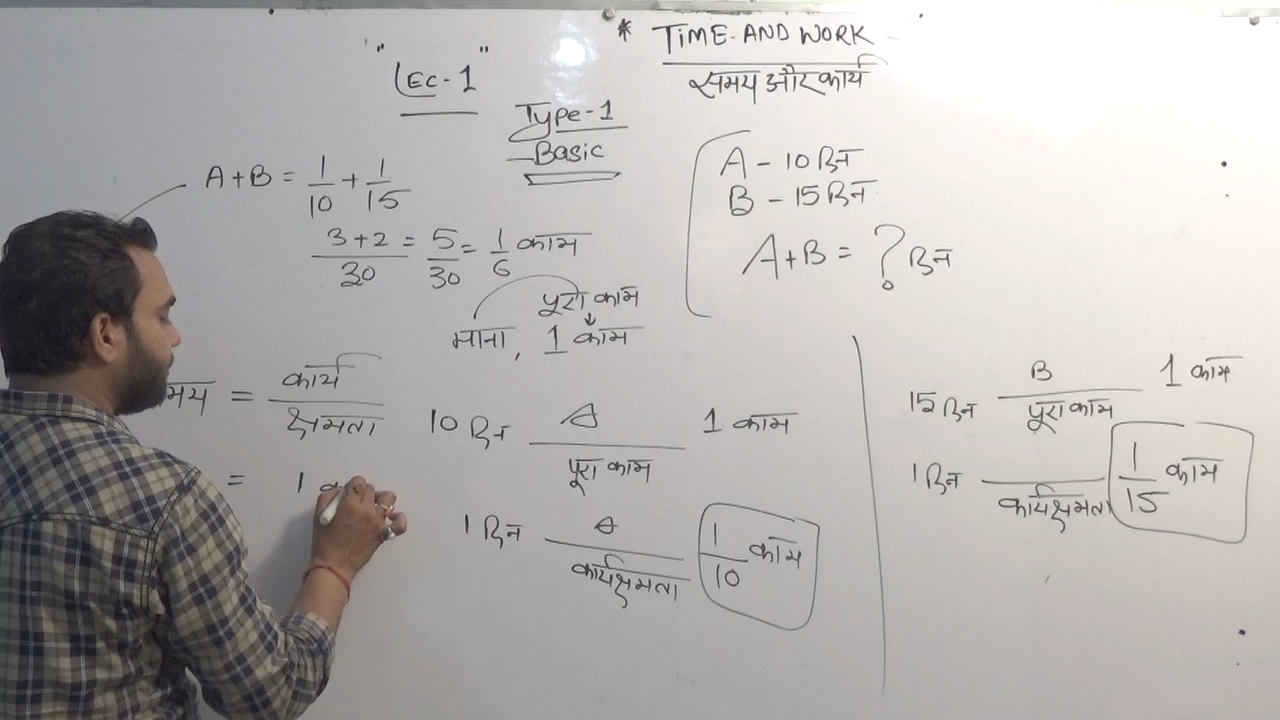 * TIME AND WORK
समय और कार्य
"LEC-1"
Type-1
Basic
A - 10 दिन
B - 15 दिन
A+B = ? दिन
A+B = 1/10 + 1/15
3+2/30 = 5/30 = 1/6 काम
पूरा काम
माना, 1 काम
मय = कार्य/क्षमता
= 1
10 दिन A 1 काम
पूरा काम
1 दिन A 1/10 काम
कार्यक्षमता
15 दिन B 1 काम
पूरा काम
1 दिन 1/15 काम
कार्यक्षमता